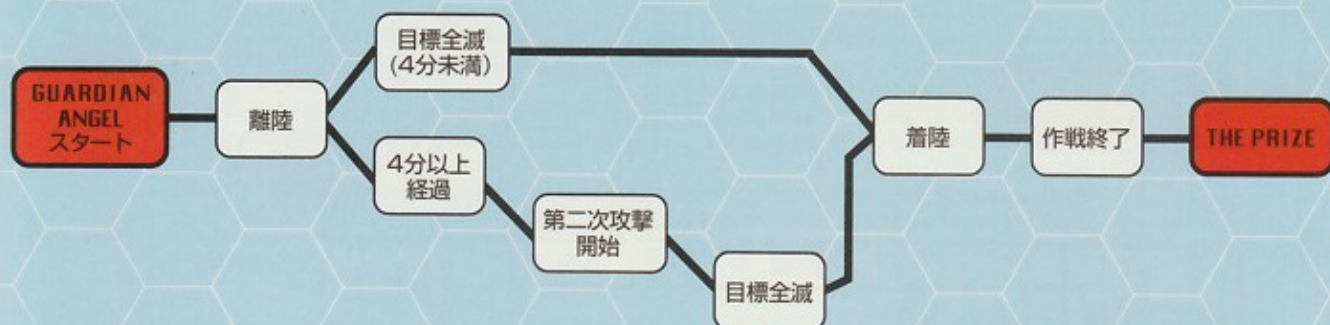 GUARDIAN
ANGEL
スタート
離陸
目標全滅
(4分未満)
4分以上
経過
第二次攻撃
開始
目標全滅
着陸
作戦終了
THE PRIZE